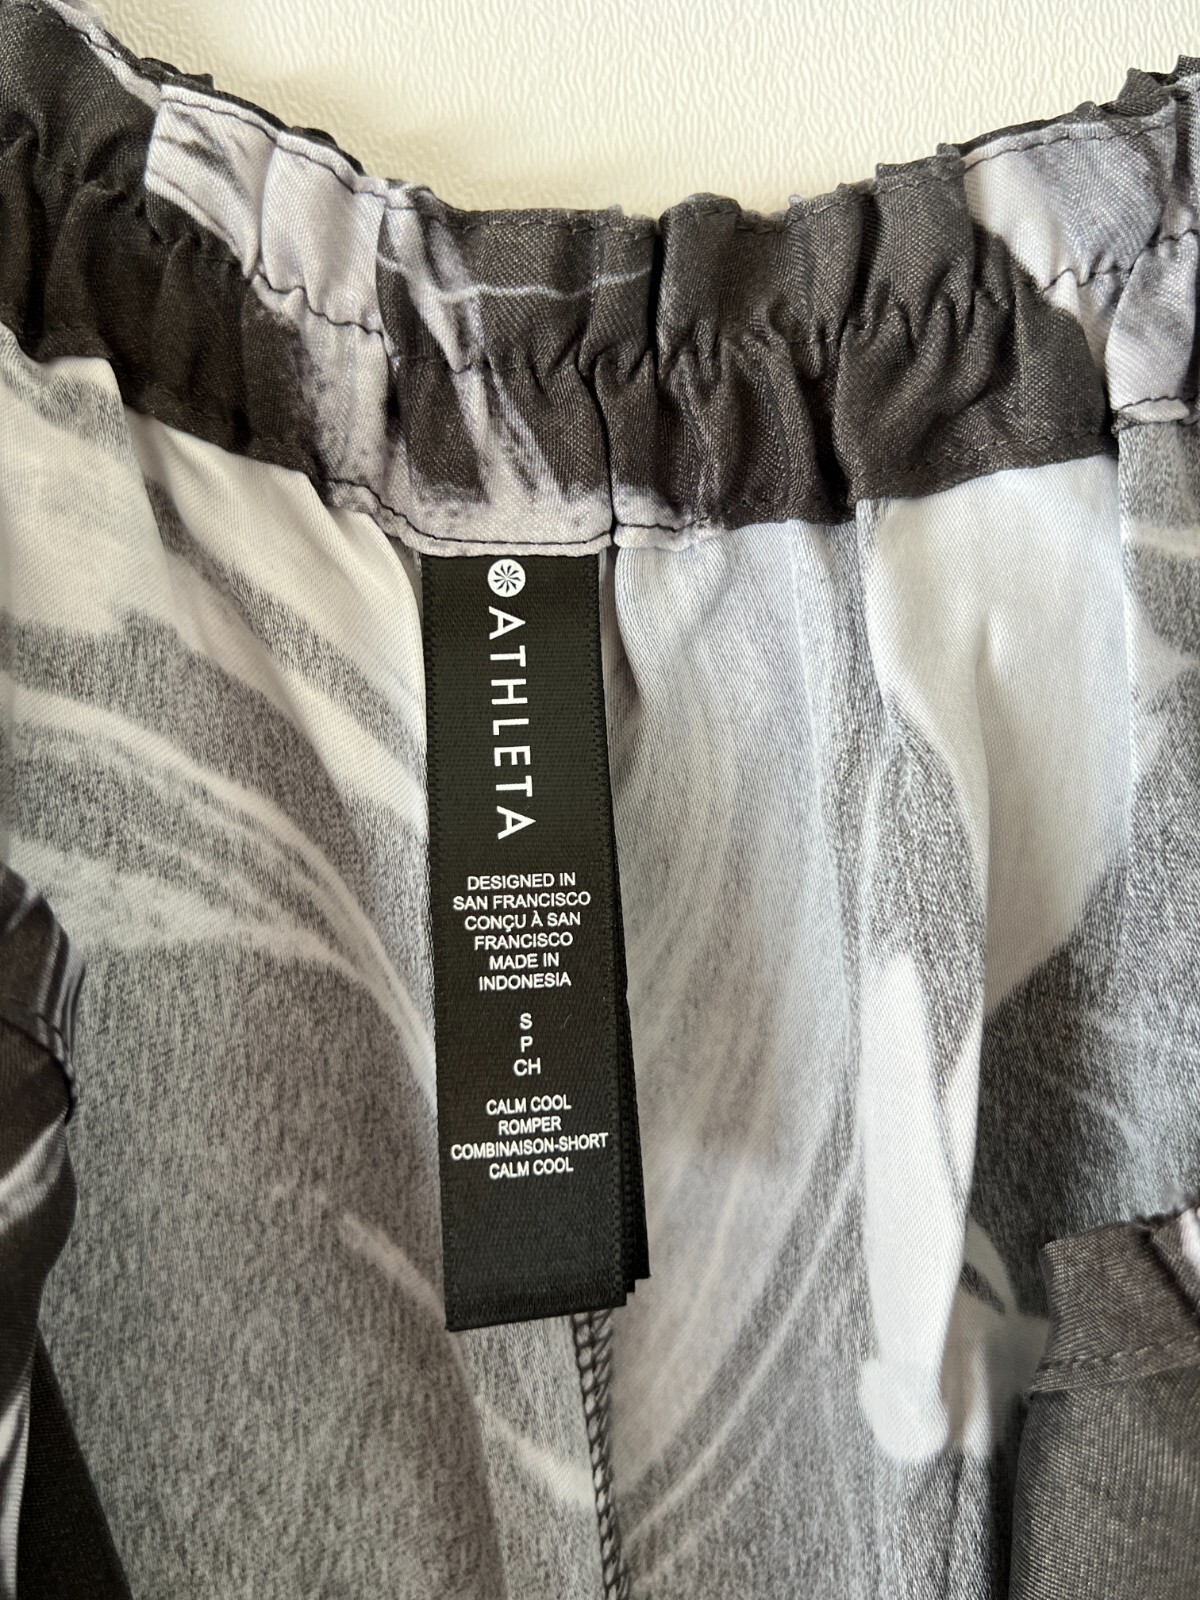 ATHLETA
DESIGNED IN
SAN FRANCISCO
CONÇU À SAN
FRANCISCO
MADE IN
INDONESIA
S
P
CH
CALM COOL
ROMPER
COMBINAISON-SHORT
CALM COOL